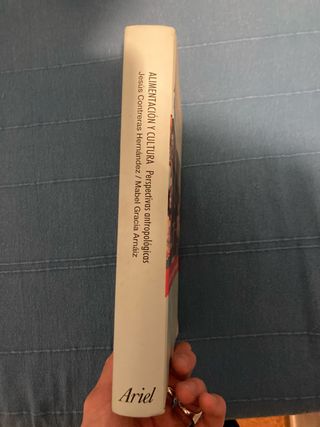 ALIMENTACIÓN Y CULTURA Perspectivas antropológicas
Jesús Contreras Hernández / Mabel Gracia Arnáiz
Ariel